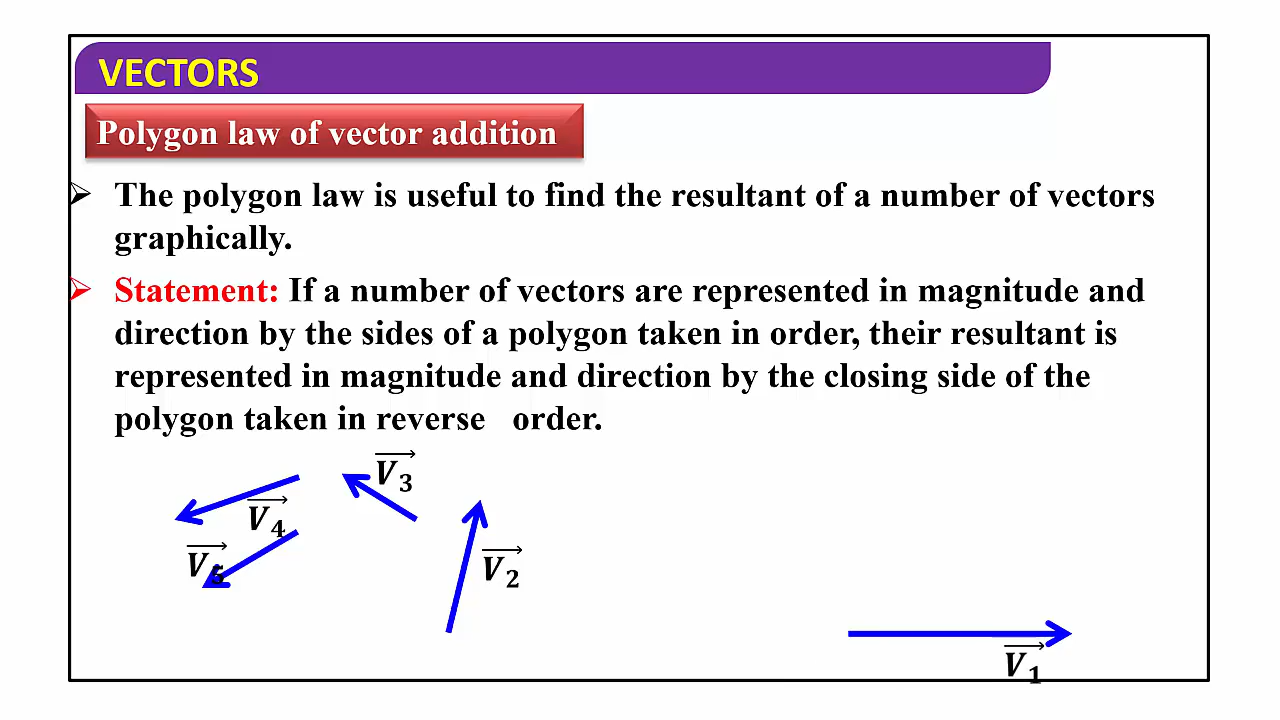 VECTORS
Polygon law of vector addition
➢ The polygon law is useful to find the resultant of a number of vectors
graphically.
➢ Statement: If a number of vectors are represented in magnitude and
direction by the sides of a polygon taken in order, their resultant is
represented in magnitude and direction by the closing side of the
polygon taken in reverse order.
V₃
V₄
V₅
V₂
V₁